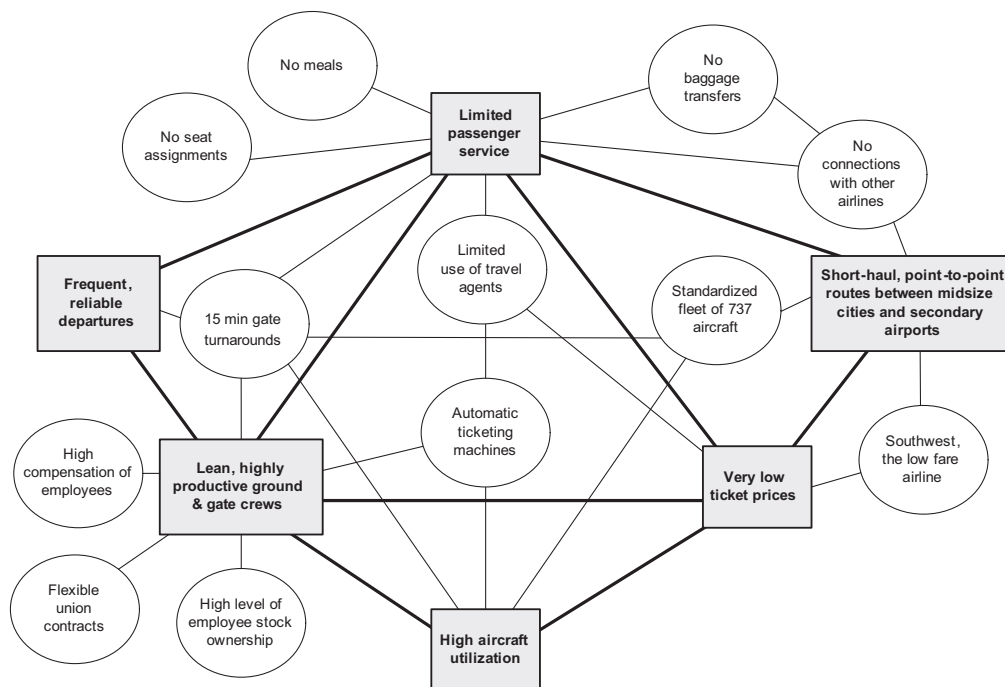 No meals
No
baggage
transfers
Limited
passenger
service
No seat
assignments
No
connections
with other
airlines
Frequent,
reliable
departures
15 min gate
turnarounds
Limited
use of travel
agents
Standardized
fleet of 737
aircraft
Short-haul, point-to-point
routes between midsize
cities and secondary
airports
High
compensation of
employees
Lean, highly
productive ground
& gate crews
Automatic
ticketing
machines
Very low
ticket prices
Southwest,
the low fare
airline
Flexible
union
contracts
High level of
employee stock
ownership
High aircraft
utilization